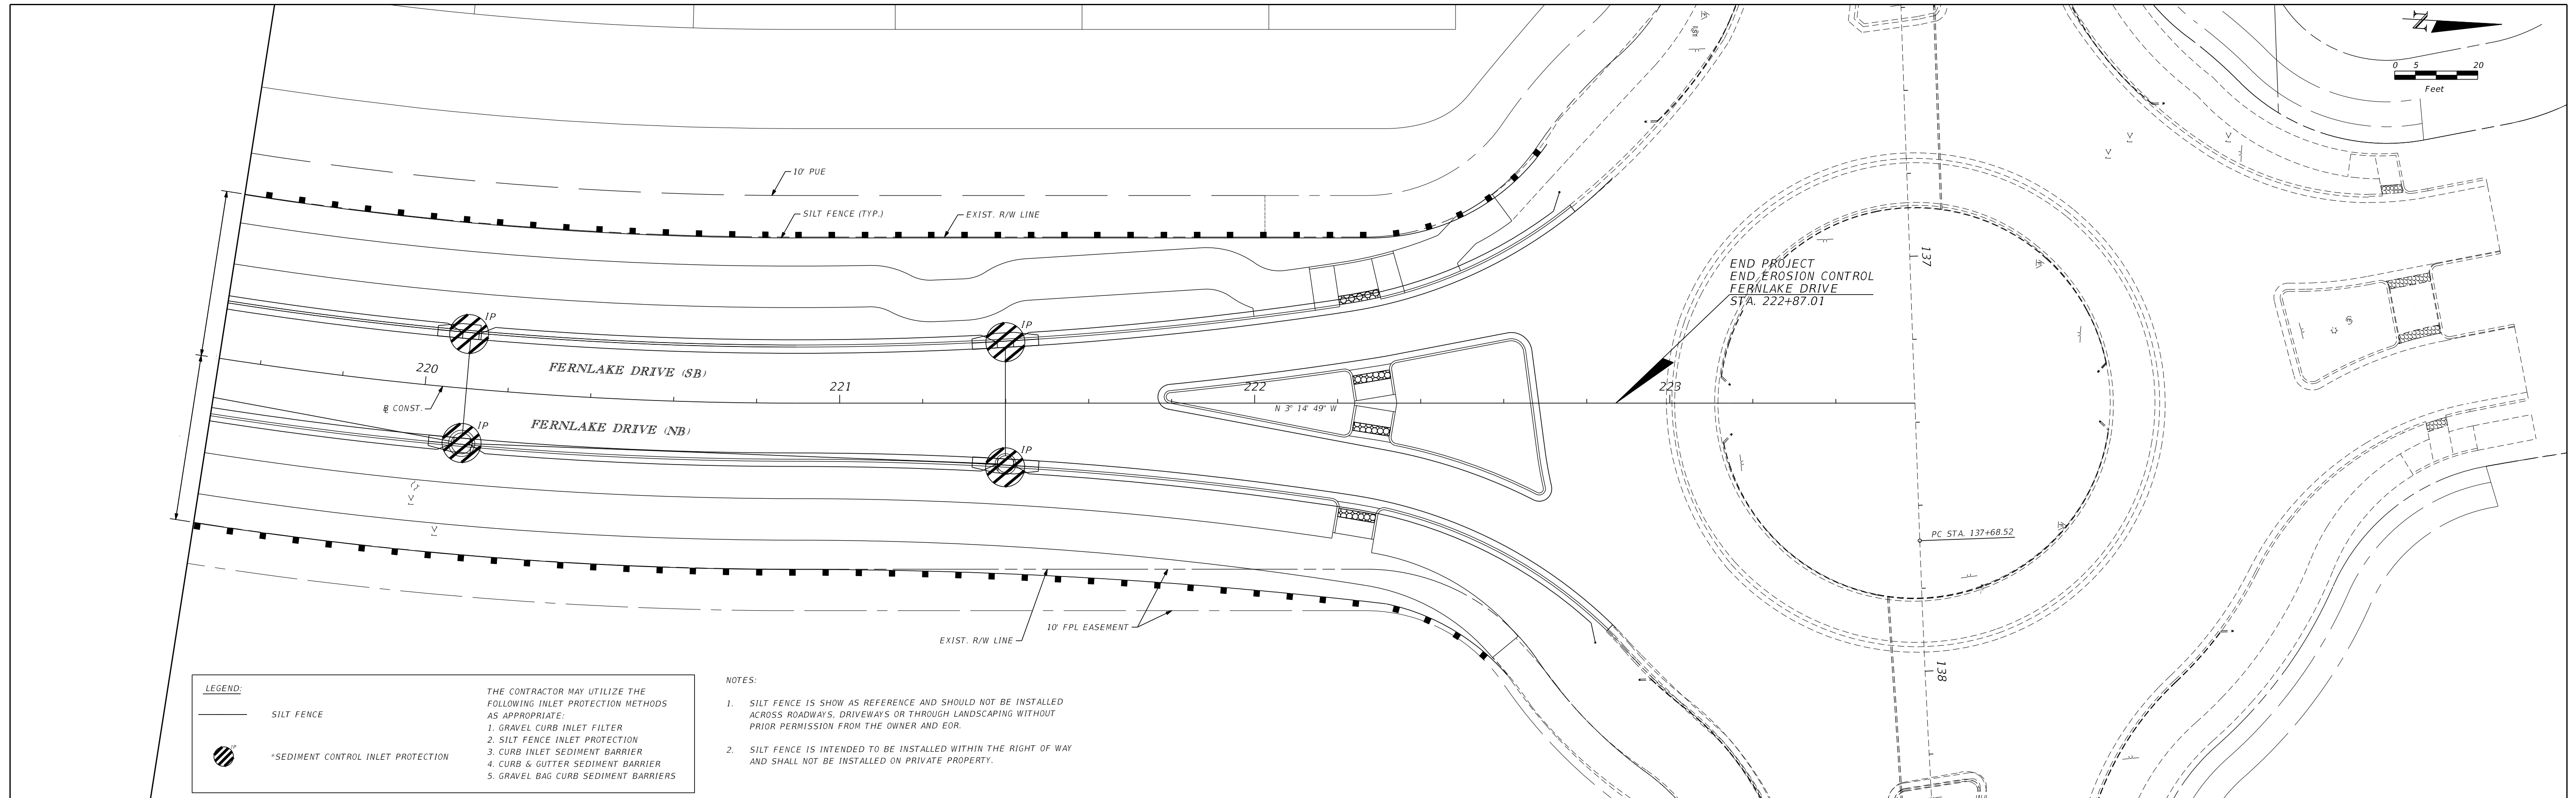 N
0 5 20
Feet
10' PUE
SILT FENCE (TYP.)
EXIST. R/W LINE
137
END PROJECT
END EROSION CONTROL
FERNLAKE DRIVE
STA. 222+87.01
IP
IP
220
FERNLAKE DRIVE (SB)
221
222
223
N 3° 14' 49" W
℄ CONST.
IP
FERNLAKE DRIVE (NB)
IP
PC STA. 137+68.52
10' FPL EASEMENT
EXIST. R/W LINE
138
LEGEND:
SILT FENCE
IP
*SEDIMENT CONTROL INLET PROTECTION
THE CONTRACTOR MAY UTILIZE THE
FOLLOWING INLET PROTECTION METHODS
AS APPROPRIATE:
1. GRAVEL CURB INLET FILTER
2. SILT FENCE INLET PROTECTION
3. CURB INLET SEDIMENT BARRIER
4. CURB & GUTTER SEDIMENT BARRIER
5. GRAVEL BAG CURB SEDIMENT BARRIERS
NOTES:
1. SILT FENCE IS SHOW AS REFERENCE AND SHOULD NOT BE INSTALLED
ACROSS ROADWAYS, DRIVEWAYS OR THROUGH LANDSCAPING WITHOUT
PRIOR PERMISSION FROM THE OWNER AND EOR.
2. SILT FENCE IS INTENDED TO BE INSTALLED WITHIN THE RIGHT OF WAY
AND SHALL NOT BE INSTALLED ON PRIVATE PROPERTY.